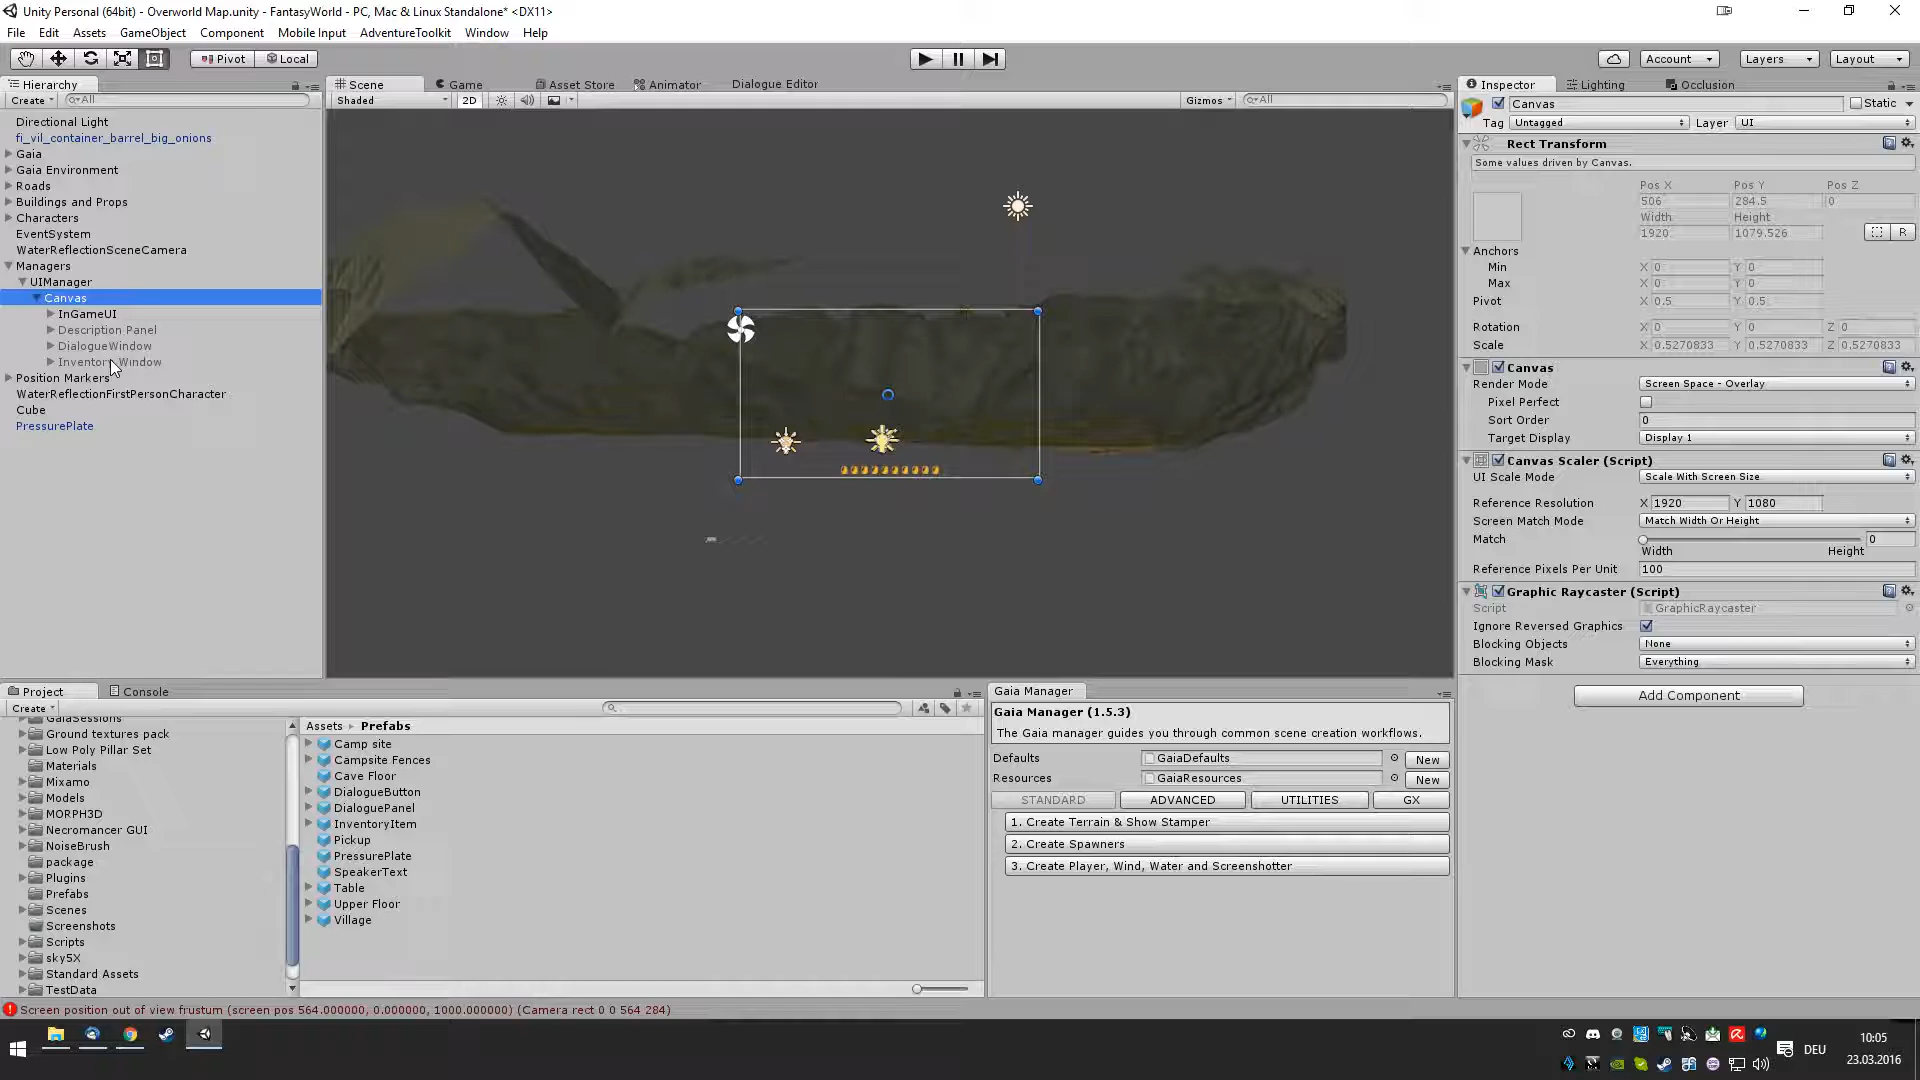 Unity Personal (64bit) - Overworld Map.unity - FantasyWorld - PC, Mac & Linux Standalone* <DX11>
File Edit Assets GameObject Component Mobile Input AdventureToolkit Window Help
Pivot Local Account Layers Layout
Hierarchy
Create All
Directional Light
fi_vil_container_barrel_big_onions
Gaia
Gaia Environment
Roads
Buildings and Props
Characters
EventSystem
WaterReflectionSceneCamera
Managers
UIManager
Canvas
InGameUI
Description Panel
DialogueWindow
Inventory Window
Position Markers
WaterReflectionFirstPersonCharacter
Cube
PressurePlate
Scene Game Asset Store Animator Dialogue Editor
Shaded 2D Gizmos All
Inspector Lighting Occlusion
Canvas Static
Tag Untagged Layer UI
Rect Transform
Some values driven by Canvas.
Pos X Pos Y Pos Z
506 284.5 0
Width Height
1920 1079.526
R
Anchors
Min X 0 Y 0
Max X 0 Y 0
Pivot X 0.5 Y 0.5
Rotation X 0 Y 0 Z 0
Scale X 0.5270833 Y 0.5270833 Z 0.5270833
Canvas
Render Mode Screen Space - Overlay
Pixel Perfect
Sort Order 0
Target Display Display 1
Canvas Scaler (Script)
UI Scale Mode Scale With Screen Size
Reference Resolution X 1920 Y 1080
Screen Match Mode Match Width Or Height
Match 0
Width Height
Reference Pixels Per Unit 100
Graphic Raycaster (Script)
Script GraphicRaycaster
Ignore Reversed Graphics
Blocking Objects None
Blocking Mask Everything
Add Component
Project Console
Create
GaiaSessions
Ground textures pack
Low Poly Pillar Set
Materials
Mixamo
Models
MORPH3D
Necromancer GUI
NoiseBrush
package
Plugins
Prefabs
Scenes
Screenshots
Scripts
sky5X
Standard Assets
TestData
Assets Prefabs
Camp site
Campsite Fences
Cave Floor
DialogueButton
DialoguePanel
InventoryItem
Pickup
PressurePlate
SpeakerText
Table
Upper Floor
Village
Gaia Manager
Gaia Manager (1.5.3)
The Gaia manager guides you through common scene creation workflows.
Defaults GaiaDefaults New
Resources GaiaResources New
STANDARD ADVANCED UTILITIES GX
1. Create Terrain & Show Stamper
2. Create Spawners
3. Create Player, Wind, Water and Screenshotter
Screen position out of view frustum (screen pos 564.000000, 0.000000, 1000.000000) (Camera rect 0 0 564 284)
DEU
10:05
23.03.2016